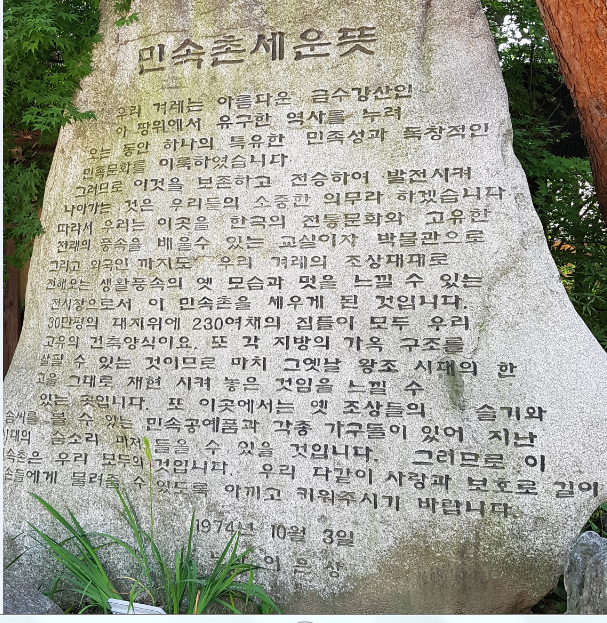 민속촌세운뜻
우리 겨레는 아름다운 금수강산인
이 땅위에서 유구한 역사를 누려
오는 동안 하나의 특유한 민족성과 독창적인
민족문화를 이룩하였습니다.
그러므로 이것을 보존하고 전승하여 발전시켜
나아가는 것은 우리들의 소중한 의무라 하겠습니다
따라서 우리는 이곳을 한국의 전통문화와 고유한
전래의 풍속을 배울수 있는 교실이자 박물관으로
그리고 외국인 까지도 우리 겨레의 조상대대로
전해오는 생활풍속의 옛 모습과 멋을 느낄 수 있는
전시장으로서 이 민속촌을 세우게 된 것입니다.
30만평의 대지위에 230여채의 집들이 모두 우리
고유의 건축양식이요, 또 각 지방의 가옥 구조를
살필 수 있는 것이므로 마치 그옛날 왕조 시대의 한
고을 그대로 재현 시켜 놓은 것임을 느낄 수
있는 곳입니다. 또 이곳에서는 옛 조상들의 슬기와
솜씨를 볼 수 있는 민속공예품과 각종 가구들이 있어 지난
시대의 숨소리 마저 들을 수 있을 것입니다. 그러므로 이
속촌은 우리 모두의 것입니다. 우리 다같이 사랑과 보호로 길이
손들에게 물려줄 수 있도록 아끼고 키워주시기 바랍니다.
1974년 10월 3일
이 은 상